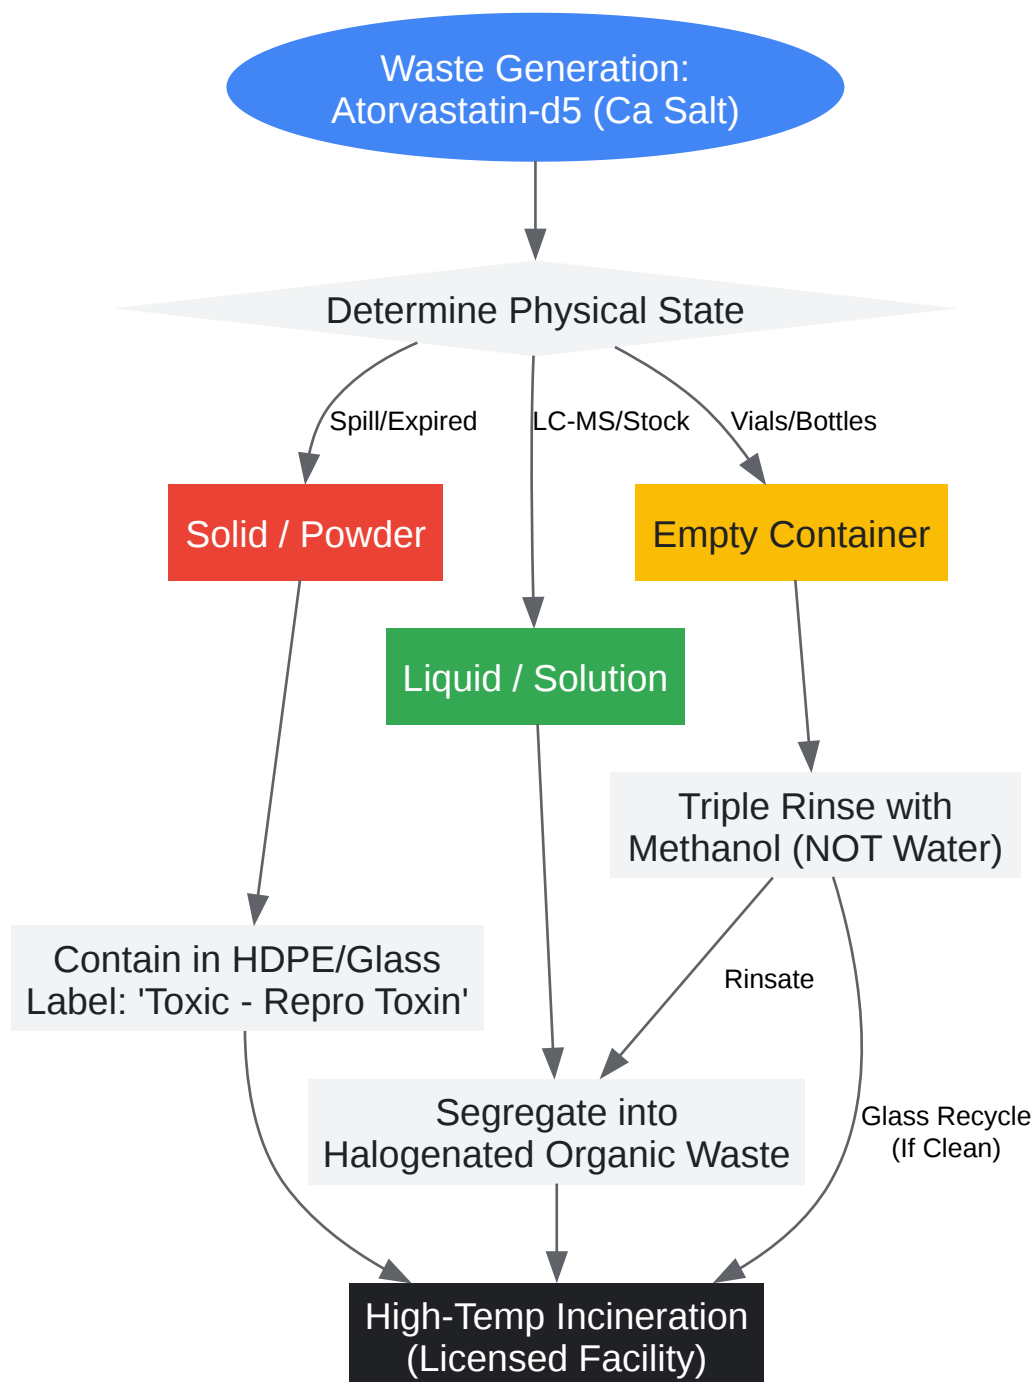 Waste Generation:
Atorvastatin-d5 (Ca Salt)
Determine Physical State
Spill/Expired
LC-MS/Stock
Vials/Bottles
Solid / Powder
Empty Container
Liquid / Solution
Triple Rinse with
Methanol (NOT Water)
Contain in HDPE/Glass
Label: 'Toxic - Repro Toxin'
Rinsate
Segregate into
Halogenated Organic Waste
Glass Recycle
(If Clean)
High-Temp Incineration
(Licensed Facility)